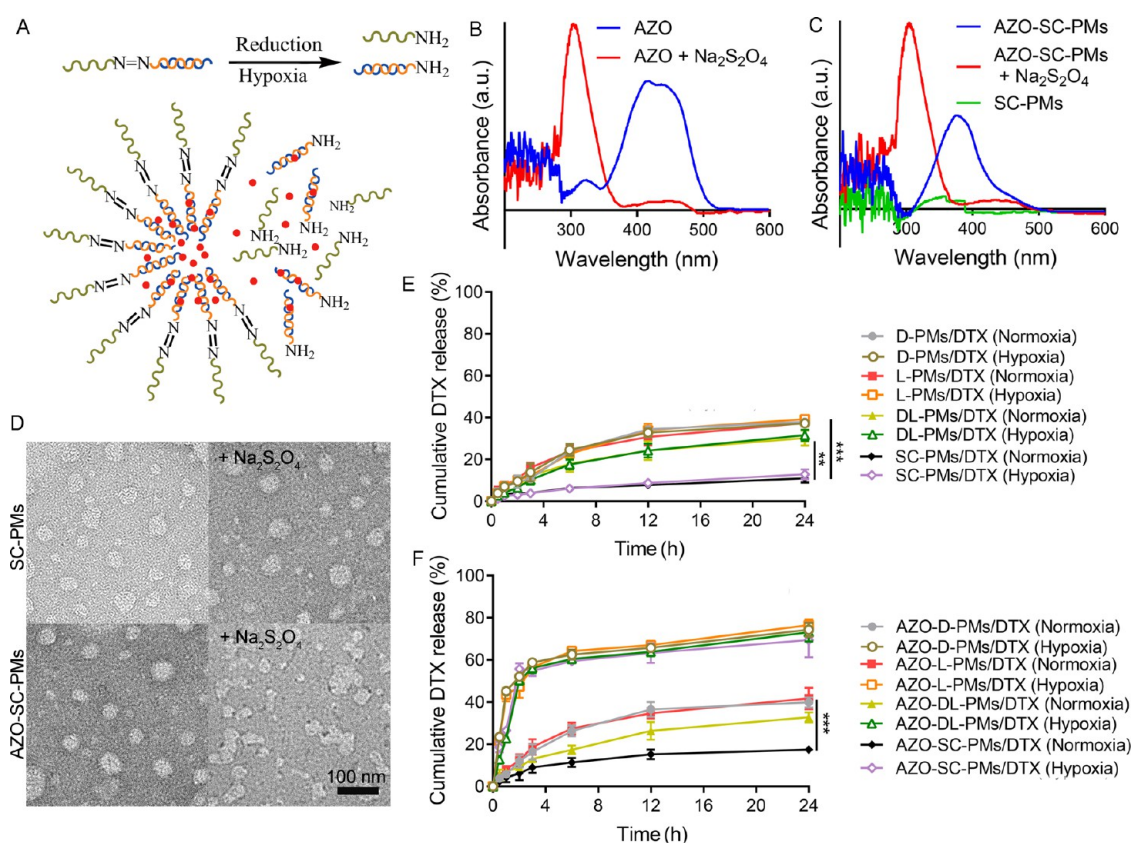 A
N=N
Reduction
Hypoxia
NH2
NH2
N=N
N=N
N=N
N=N
N=N
N=N
N=N
N=N
N=N
N=N
N=N
N=N
NH2
NH2
NH2
NH2
NH2
NH2
NH2
B
Absorbance (a.u.)
AZO
AZO + Na2S2O4
300 400 500 600
Wavelength (nm)
C
Absorbance (a.u.)
AZO-SC-PMs
AZO-SC-PMs
+ Na2S2O4
SC-PMs
300 400 500 600
Wavelength (nm)
D
SC-PMs
+ Na2S2O4
AZO-SC-PMs
+ Na2S2O4
100 nm
E
Cumulative DTX release (%)
100
80
60
40
20
0
0 4 8 12 16 20 24
Time (h)
**
***
D-PMs/DTX (Normoxia)
D-PMs/DTX (Hypoxia)
L-PMs/DTX (Normoxia)
L-PMs/DTX (Hypoxia)
DL-PMs/DTX (Normoxia)
DL-PMs/DTX (Hypoxia)
SC-PMs/DTX (Normoxia)
SC-PMs/DTX (Hypoxia)
F
Cumulative DTX release (%)
100
80
60
40
20
0
0 4 8 12 16 20 24
Time (h)
***
AZO-D-PMs/DTX (Normoxia)
AZO-D-PMs/DTX (Hypoxia)
AZO-L-PMs/DTX (Normoxia)
AZO-L-PMs/DTX (Hypoxia)
AZO-DL-PMs/DTX (Normoxia)
AZO-DL-PMs/DTX (Hypoxia)
AZO-SC-PMs/DTX (Normoxia)
AZO-SC-PMs/DTX (Hypoxia)